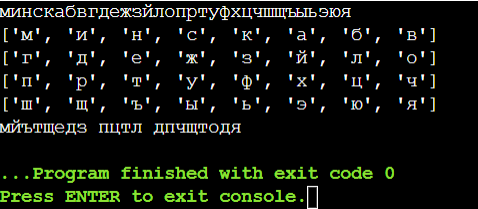 минскабвгдежзйлопртуфхцчшщъыьэюя
['м', 'и', 'н', 'с', 'к', 'а', 'б', 'в']
['г', 'д', 'е', 'ж', 'з', 'й', 'л', 'о']
['п', 'р', 'т', 'у', 'ф', 'х', 'ц', 'ч']
['ш', 'щ', 'ъ', 'ы', 'ь', 'э', 'ю', 'я']
мйътщедз пцтл дпчщтодя
...Program finished with exit code 0
Press ENTER to exit console.